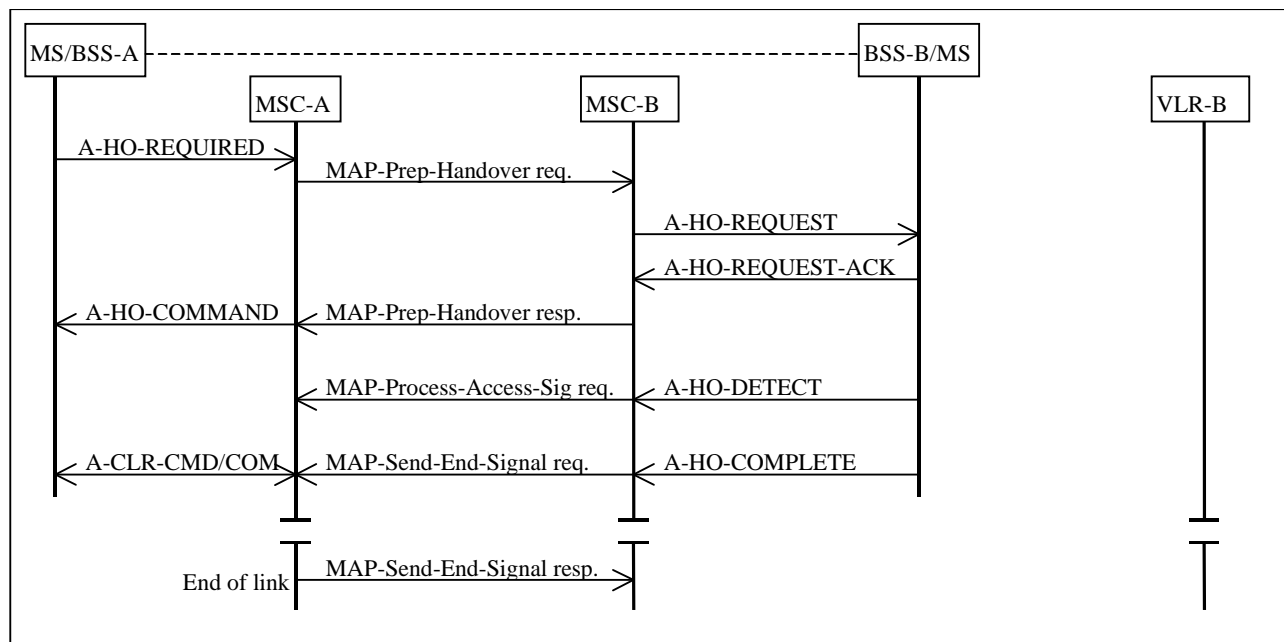 MS/BSS-A
BSS-B/MS
MSC-A
MSC-B
VLR-B
A-HO-REQUIRED
MAP-Prep-Handover req.
A-HO-REQUEST
A-HO-REQUEST-ACK
A-HO-COMMAND
MAP-Prep-Handover resp.
MAP-Process-Access-Sig req.
A-HO-DETECT
A-CLR-CMD/COM
MAP-Send-End-Signal req.
A-HO-COMPLETE
End of link
MAP-Send-End-Signal resp.